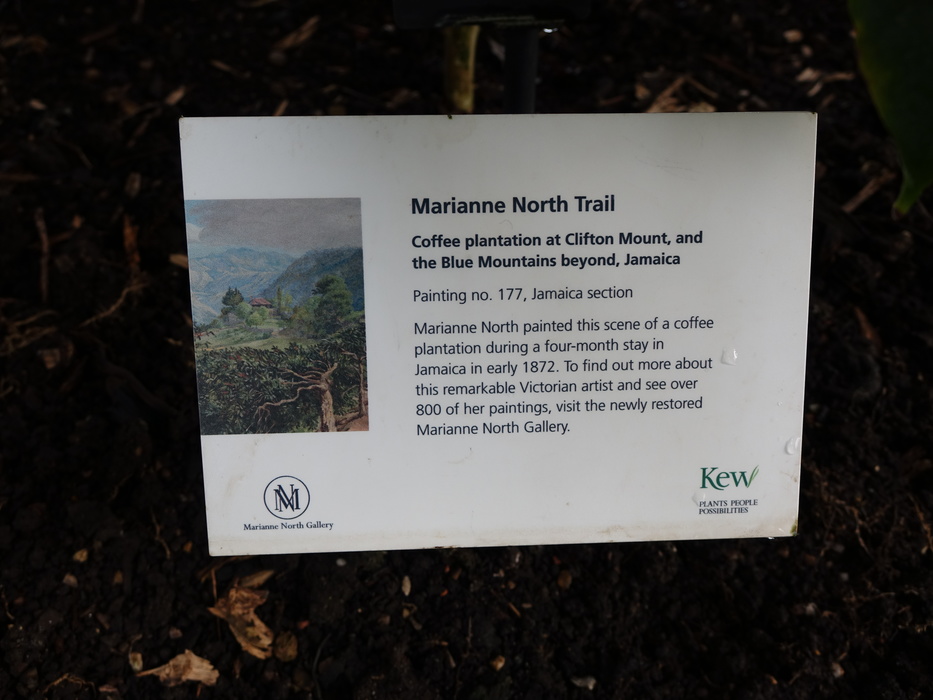 Marianne North Trail
Coffee plantation at Clifton Mount, and
the Blue Mountains beyond, Jamaica
Painting no. 177, Jamaica section
Marianne North painted this scene of a coffee
plantation during a four-month stay in
Jamaica in early 1872. To find out more about
this remarkable Victorian artist and see over
800 of her paintings, visit the newly restored
Marianne North Gallery.
MN
Marianne North Gallery
Kew
PLANTS PEOPLE
POSSIBILITIES